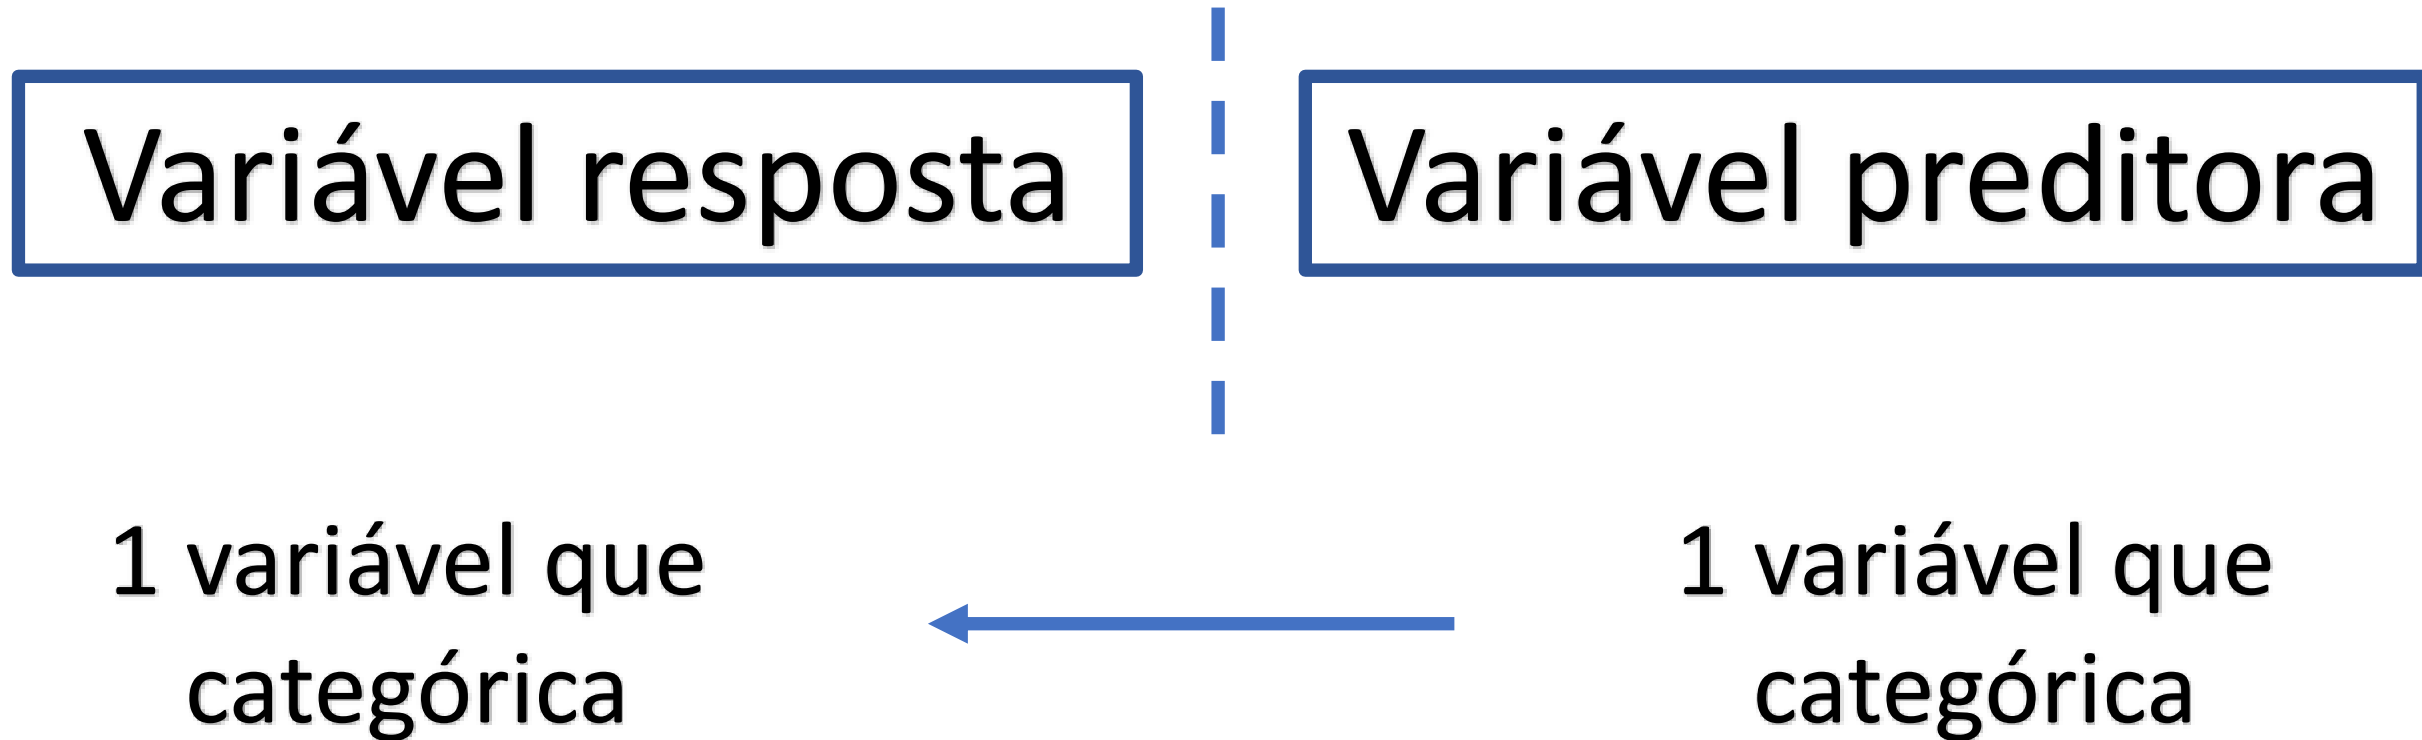 Variável resposta
Variável preditora
1 variável que
categórica
1 variável que
categórica